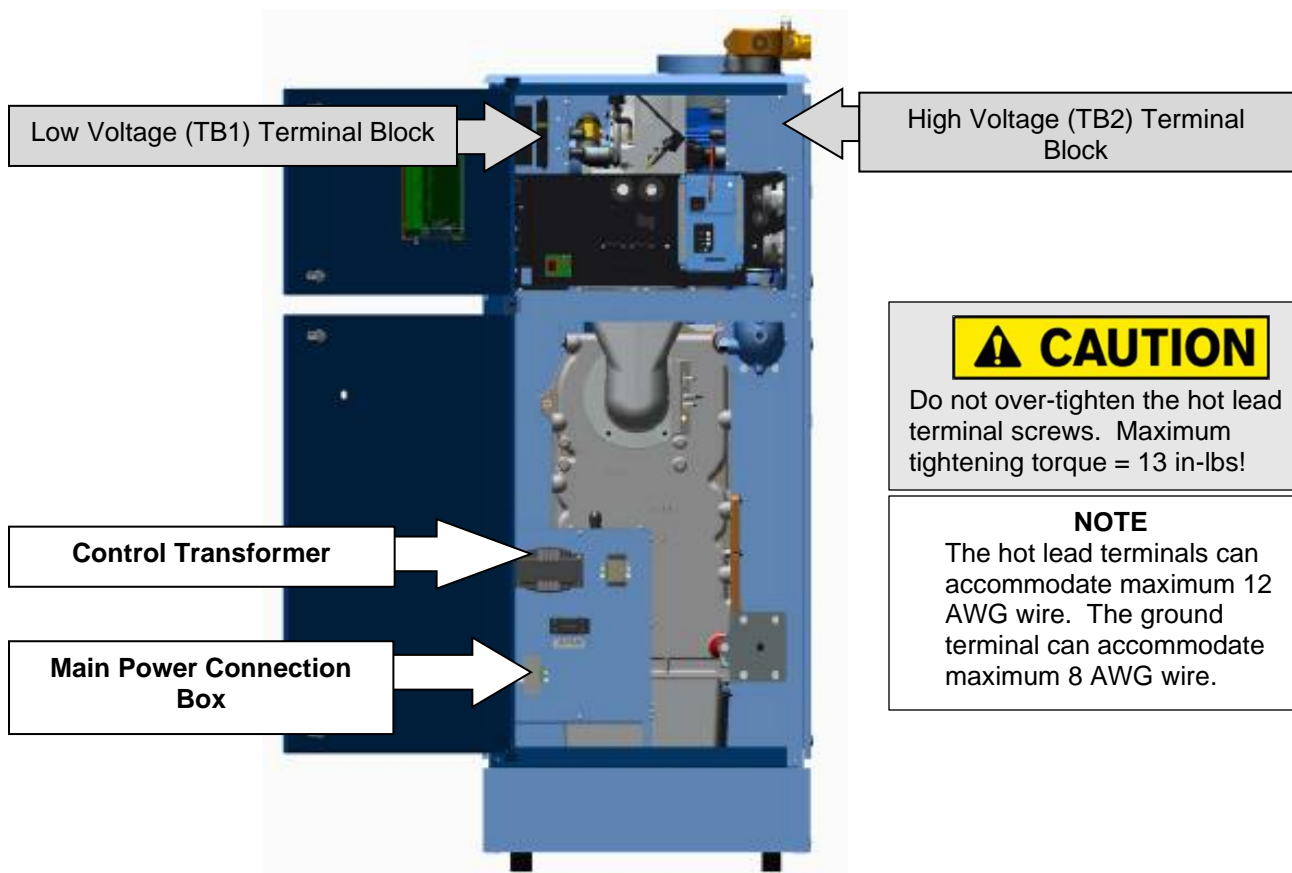 Low Voltage (TB1) Terminal Block
High Voltage (TB2) Terminal
Block
⚠ CAUTION
Do not over-tighten the hot lead
terminal screws. Maximum
tightening torque = 13 in-lbs!
NOTE
The hot lead terminals can
accommodate maximum 12
AWG wire. The ground
terminal can accommodate
maximum 8 AWG wire.
Control Transformer
Main Power Connection
Box